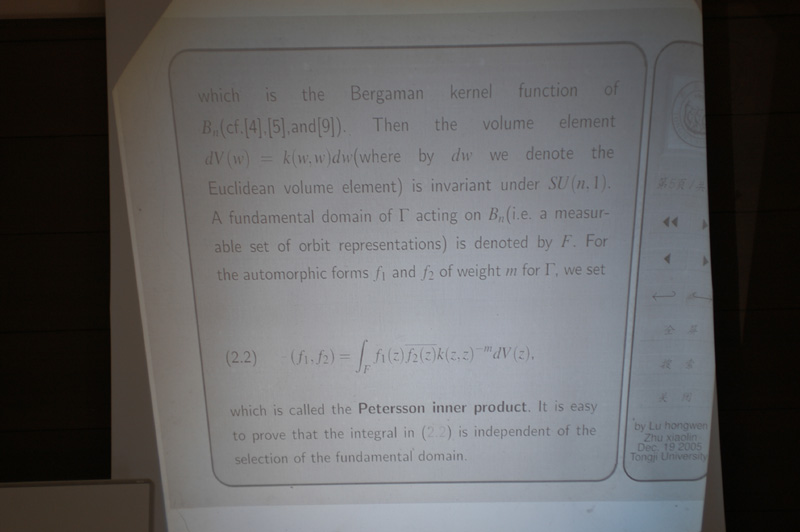 which is the Bergaman kernel function of
Bₙ(cf.[4],[5],and[9]). Then the volume element
dV(w) = k(w,w)dw(where by dw we denote the
Euclidean volume element) is invariant under SU(n,1).
A fundamental domain of Γ acting on Bₙ(i.e. a measur-
able set of orbit representations) is denoted by F. For
the automorphic forms f₁ and f₂ of weight m for Γ, we set
(2.2) (f₁,f₂) = ∫_F f₁(z)\overline{f₂(z)}k(z,z)⁻ᵐdV(z),
which is called the Petersson inner product. It is easy
to prove that the integral in (2.2) is independent of the
selection of the fundamental domain.
by Lu hongwen
Zhu xiaolin
Dec. 19 2005
Tongji University